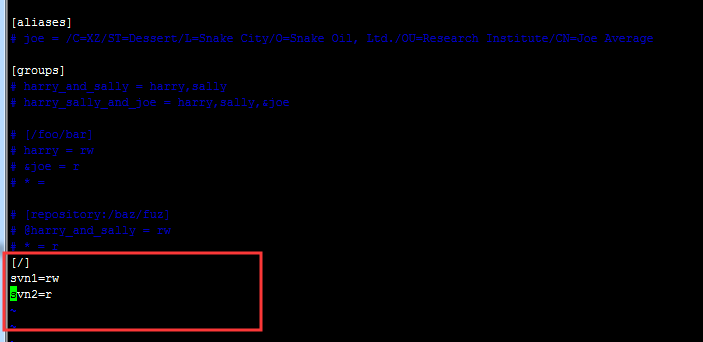 [aliases]
# joe = /C=XZ/ST=Dessert/L=Snake City/O=Snake Oil, Ltd./OU=Research Institute/CN=Joe Average
[groups]
# harry_and_sally = harry,sally
# harry_sally_and_joe = harry,sally,&joe
# [/foo/bar]
# harry = rw
# &joe = r
# * =
# [repository:/baz/fuz]
# @harry_and_sally = rw
# * = r
[/]
svn1=rw
svn2=r
~
~